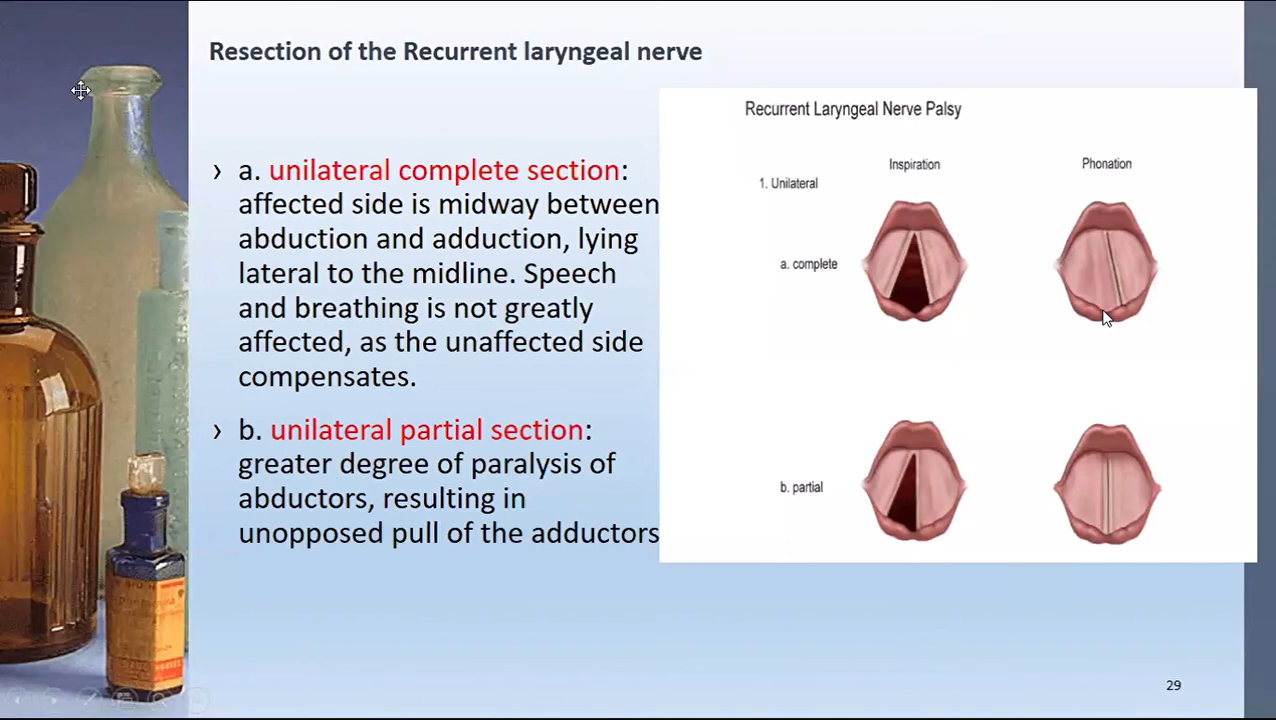 Resection of the Recurrent laryngeal nerve
› a. unilateral complete section:
affected side is midway between
abduction and adduction, lying
lateral to the midline. Speech
and breathing is not greatly
affected, as the unaffected side
compensates.
› b. unilateral partial section:
greater degree of paralysis of
abductors, resulting in
unopposed pull of the adductors
Recurrent Laryngeal Nerve Palsy
Inspiration
Phonation
1. Unilateral
a. complete
b. partial
29